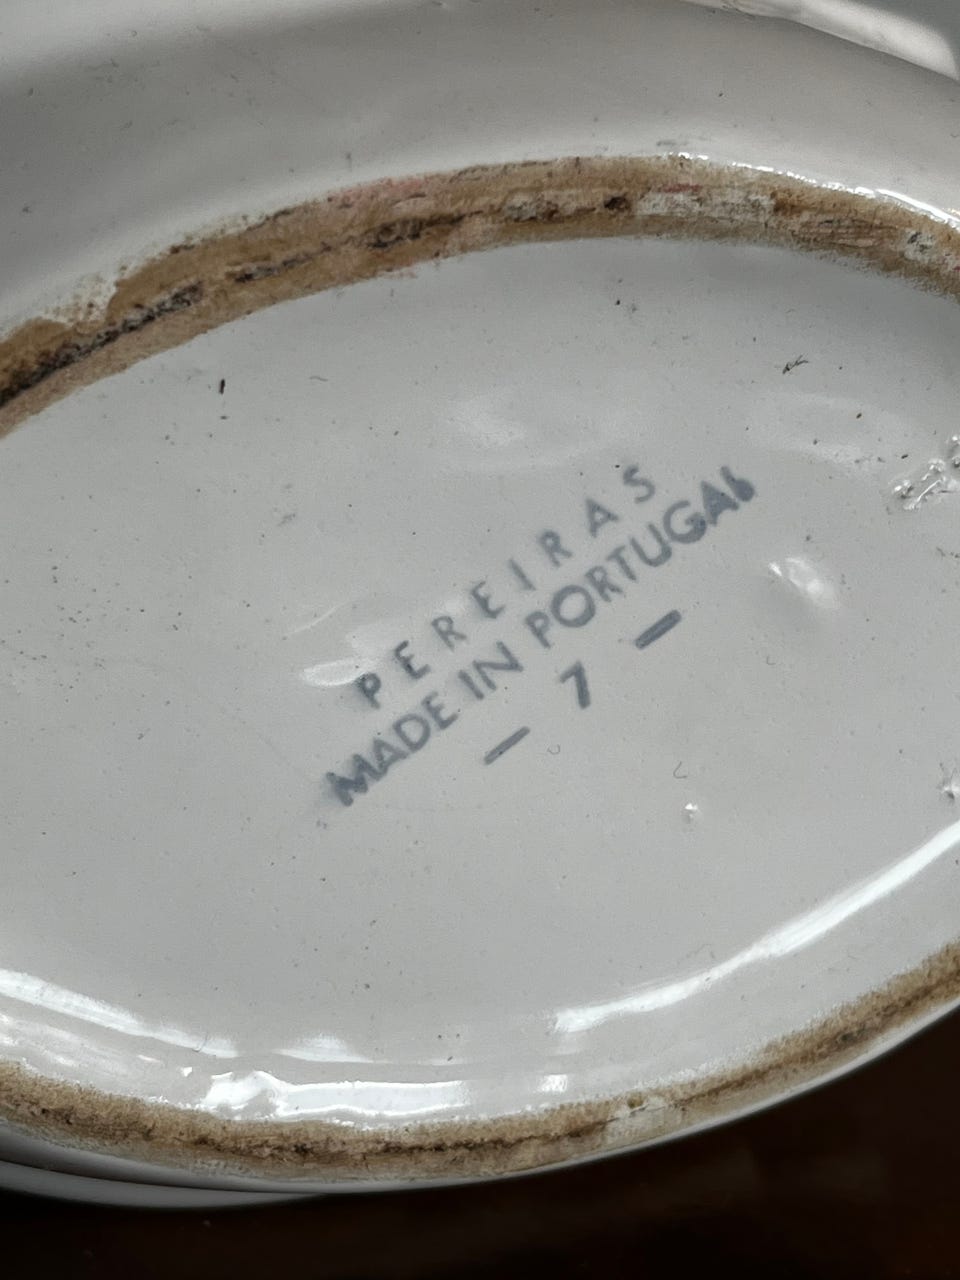 PEREIRAS
MADE IN PORTUGAL
— 7 —